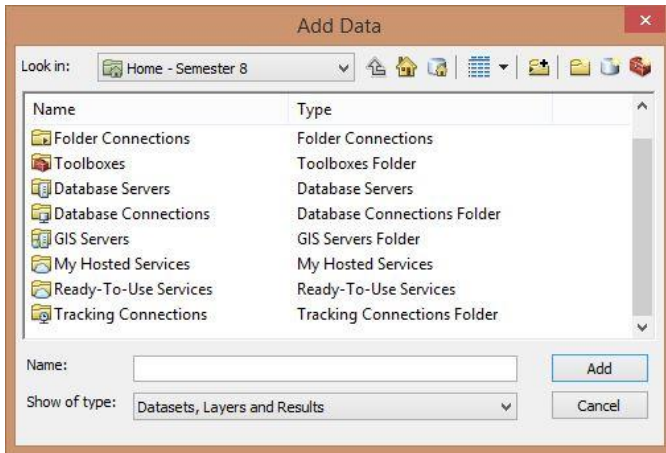 Add Data
Look in: Home - Semester 8
Name Type
Folder Connections Folder Connections
Toolboxes Toolboxes Folder
Database Servers Database Servers
Database Connections Database Connections Folder
GIS Servers GIS Servers Folder
My Hosted Services My Hosted Services
Ready-To-Use Services Ready-To-Use Services
Tracking Connections Tracking Connections Folder
Name: Add
Show of type: Datasets, Layers and Results Cancel